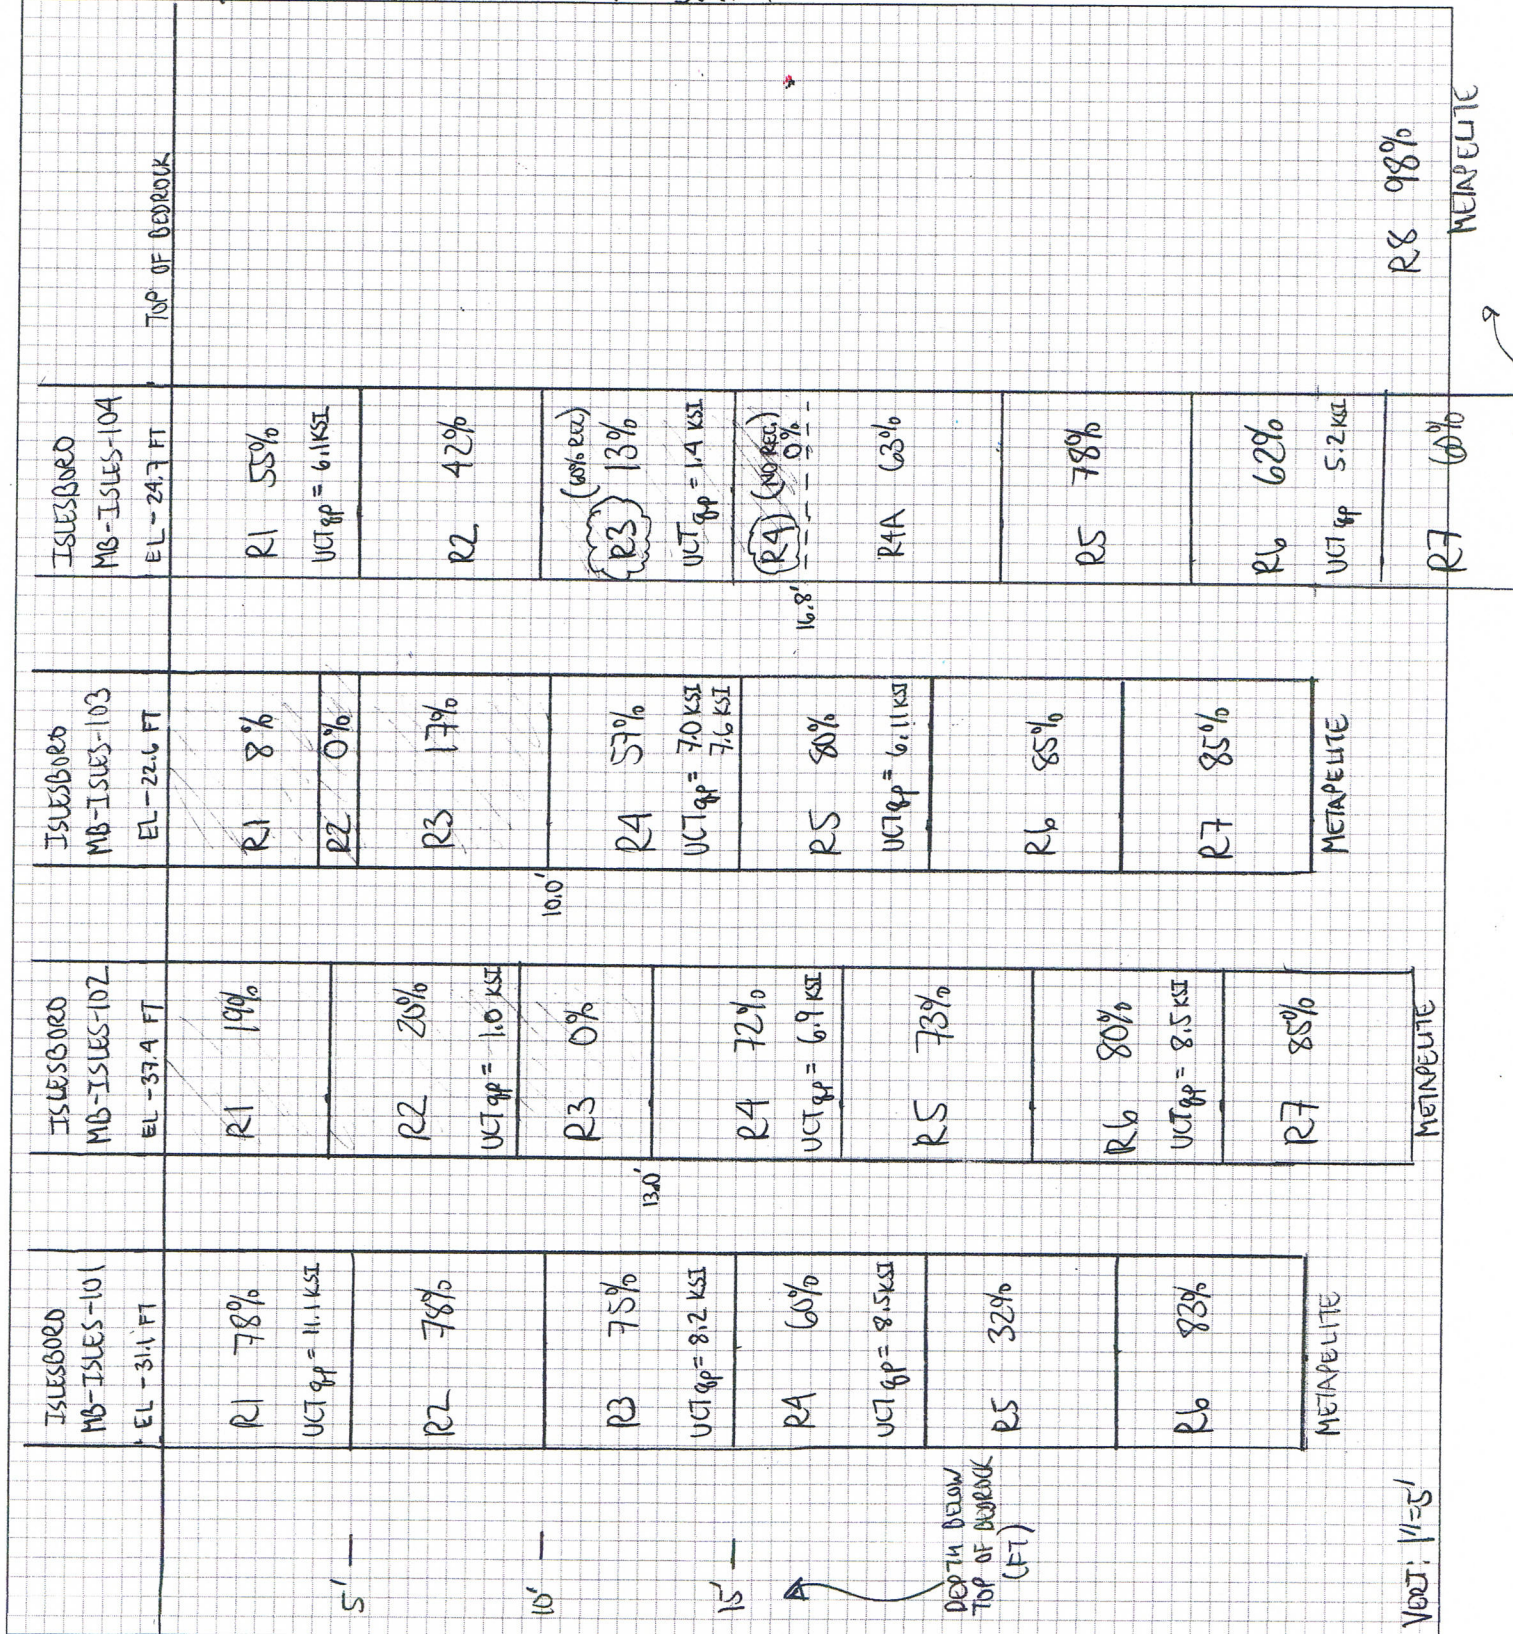 ISLESBORO
MB-ISLES-101
EL -31.1 FT
R1 78%
UCT qp = 11.1 KSI
R2 78%
R3 75%
UCT qp = 8.2 KSI
R4 60%
UCT qp = 8.5 KSI
R5 32%
R6 83%
METAPELITE
ISLESBORO
MB-ISLES-102
EL -37.4 FT
R1 19%
R2 20%
UCT qp = 1.0 KSI
R3 0%
13.0'
R4 72%
UCT qp = 6.9 KSI
R5 73%
R6 80%
UCT qp = 8.5 KSI
R7 85%
METAPELITE
ISLESBORO
MB-ISLES-103
EL -22.6 FT
R1 8%
R2 0%
R3 17%
10.0'
R4 57%
UCT qp = 7.0 KSI
7.6 KSI
R5 80%
UCT qp = 6.11 KSI
R6 85%
R7 85%
METAPELITE
ISLESBORO
MB-ISLES-104
EL -24.7 FT
R1 55%
UCT qp = 6.1 KSI
R2 42%
(60% REC)
R3 13%
UCT qp = 1.4 KSI
R4 (NO REC.)
0%
16.8'
R4A 63%
R5 78%
R6 62%
UCT qp 5.2 KSI
R7 60%
R8 98%
METAPELITE
TOP OF BEDROCK
5'
10'
15'
DEPTH BELOW
TOP OF BEDROCK
(FT)
VERT: 1"=5'